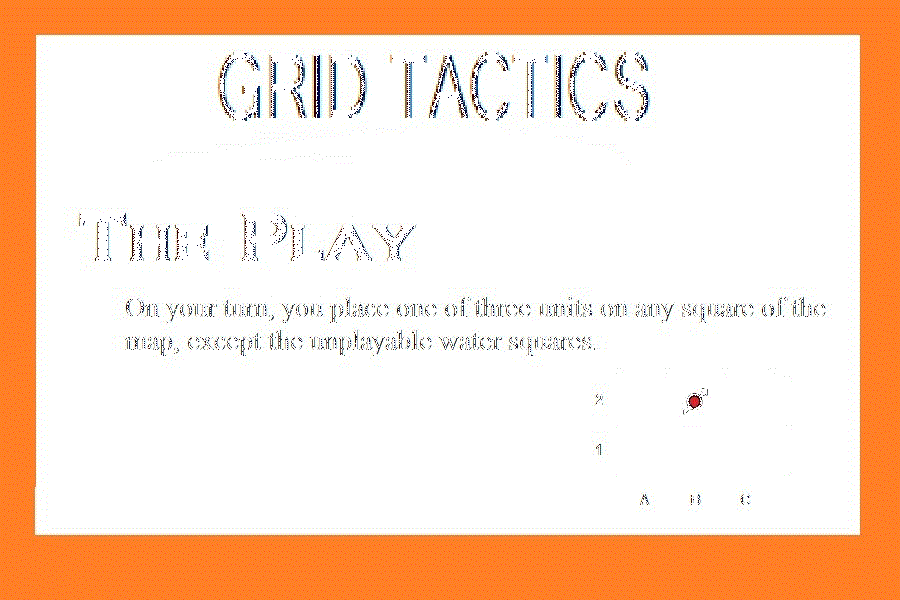 GRID TACTICS
THE PLAY
On your turn, you place one of three units on any square of the
map, except the unplayable water squares.
2
1
A B C